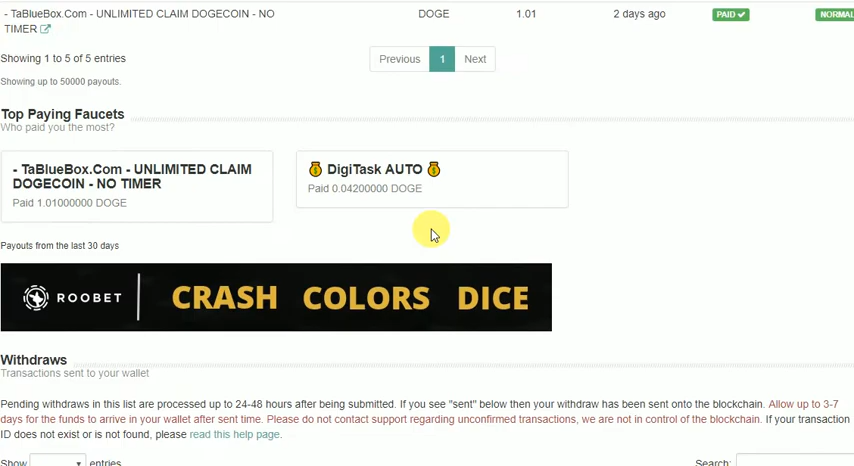 - TaBlueBox.Com - UNLIMITED CLAIM DOGECOIN - NO TIMER DOGE 1.01 2 days ago PAID NORMAL
Showing 1 to 5 of 5 entries
Previous 1 Next
Showing up to 50000 payouts.
Top Paying Faucets
Who paid you the most?
- TaBlueBox.Com - UNLIMITED CLAIM
DOGECOIN - NO TIMER
Paid 1.01000000 DOGE
DigiTask AUTO
Paid 0.04200000 DOGE
Payouts from the last 30 days
ROOBET CRASH COLORS DICE
Withdraws
Transactions sent to your wallet
Pending withdraws in this list are processed up to 24-48 hours after being submitted. If you see "sent" below then your withdraw has been sent onto the blockchain. Allow up to 3-7
days for the funds to arrive in your wallet after sent time. Please do not contact support regarding unconfirmed transactions, we are not in control of the blockchain. If your transaction
ID does not exist or is not found, please read this help page.
Show entries Search: